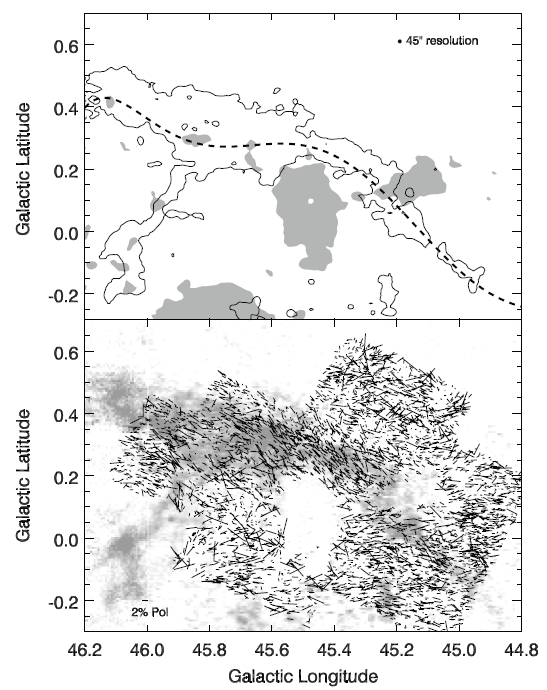 0.6
45" resolution
0.4
Galactic Latitude
0.2
0.0
-0.2
0.6
0.4
Galactic Latitude
0.2
0.0
-0.2
2% Pol
46.2 46.0 45.8 45.6 45.4 45.2 45.0 44.8
Galactic Longitude